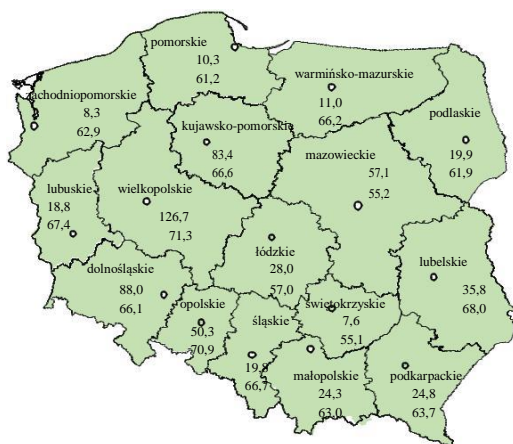 pomorskie
10,3
61,2
warmińsko-mazurskie
11,0
66,2
achodniopomorskie
8,3
62,9
podlaskie
19,9
61,9
kujawsko-pomorskie
83,4
66,6
mazowieckie
57,1
55,2
lubuskie
18,8
67,4
wielkopolskie
126,7
71,3
łódzkie
28,0
57,0
lubelskie
35,8
68,0
dolnośląskie
88,0
66,1
opolskie
50,3
70,9
śląskie
19,8
66,7
świętokrzyskie
7,6
55,1
małopolskie
24,3
63,0
podkarpackie
24,8
63,7